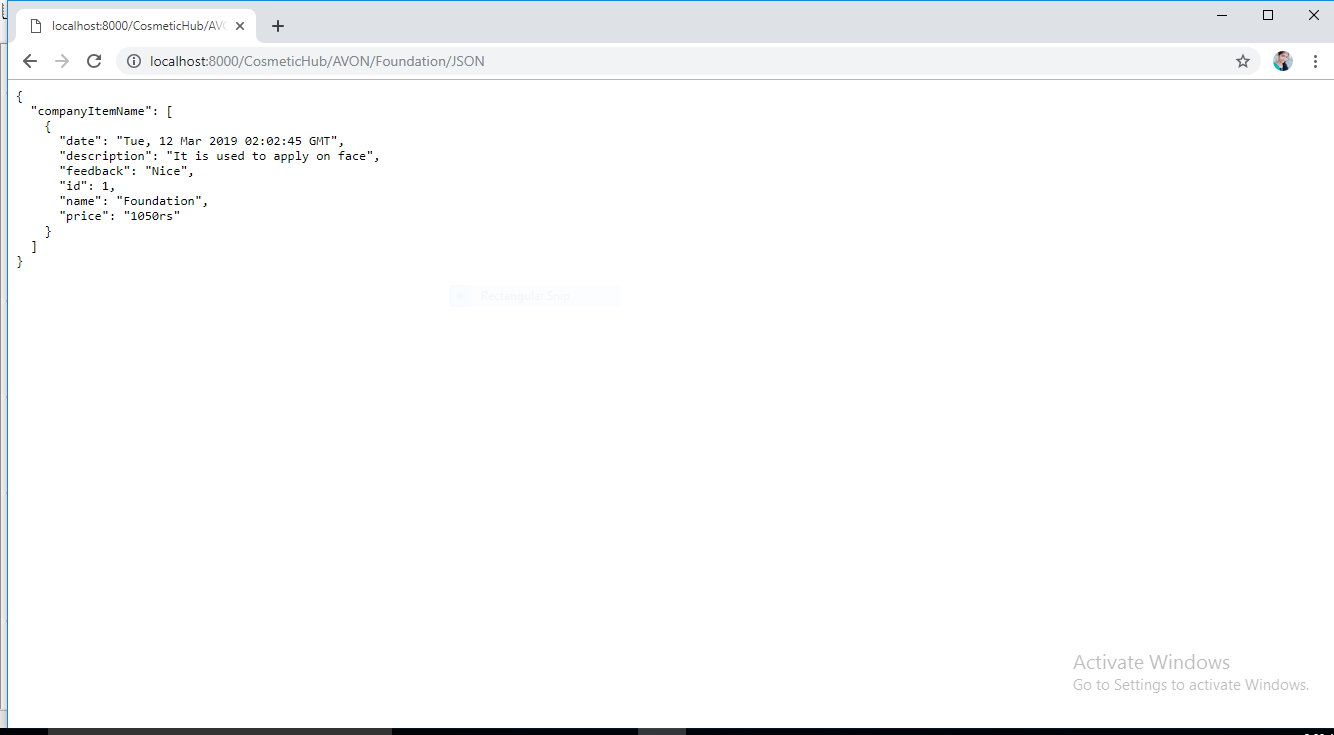 localhost:8000/CosmeticHub/AV
localhost:8000/CosmeticHub/AVON/Foundation/JSON
{
"companyItemName": [
{
"date": "Tue, 12 Mar 2019 02:02:45 GMT",
"description": "It is used to apply on face",
"feedback": "Nice",
"id": 1,
"name": "Foundation",
"price": "1050rs"
}
]
}
Rectangular Snip
Activate Windows
Go to Settings to activate Windows.